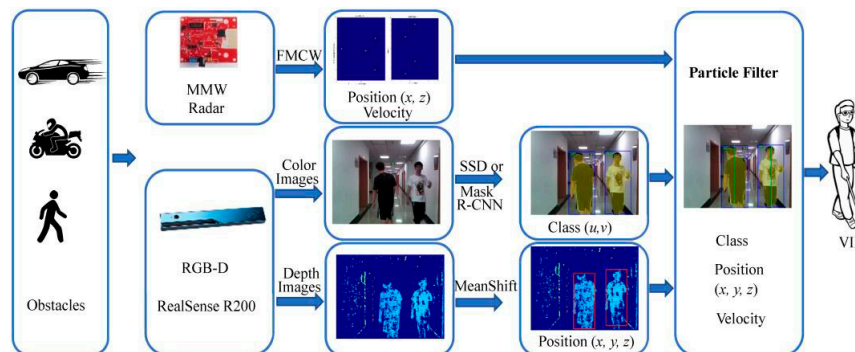 Obstacles
MMW
Radar
FMCW
Position (x, z)
Velocity
RGB-D
RealSense R200
Color
Images
SSD or
Mask
R-CNN
Class (u,v)
Depth
Images
MeanShift
Position (x, y, z)
Particle Filter
Class
Position
(x, y, z)
Velocity
VI